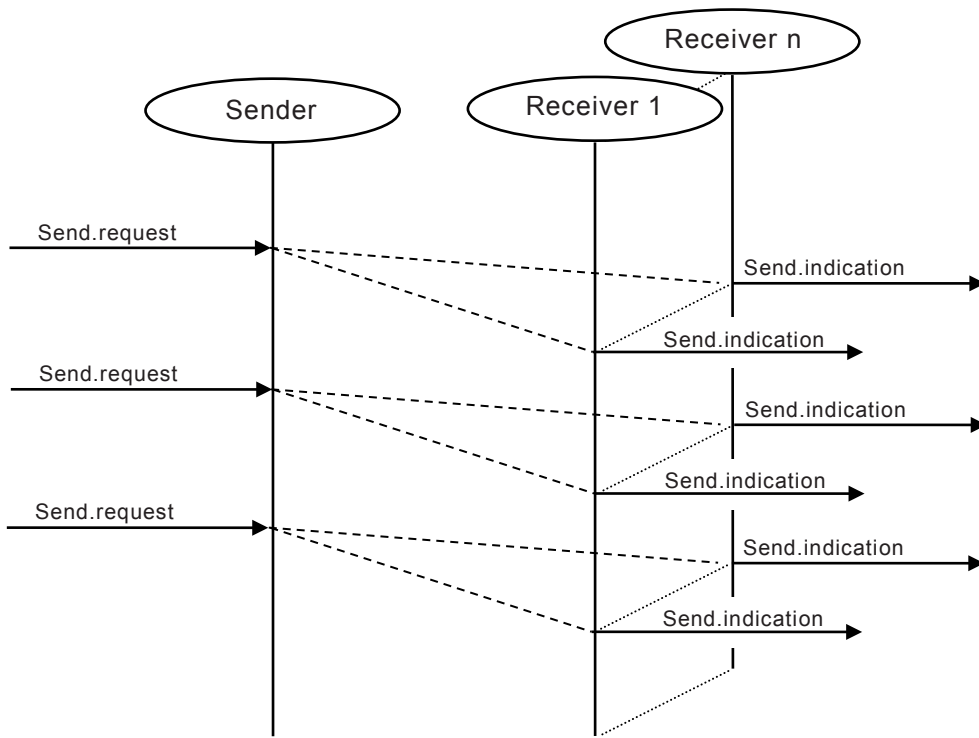 Receiver n
Sender
Receiver 1
Send.request
Send.indication
Send.indication
Send.request
Send.indication
Send.indication
Send.request
Send.indication
Send.indication